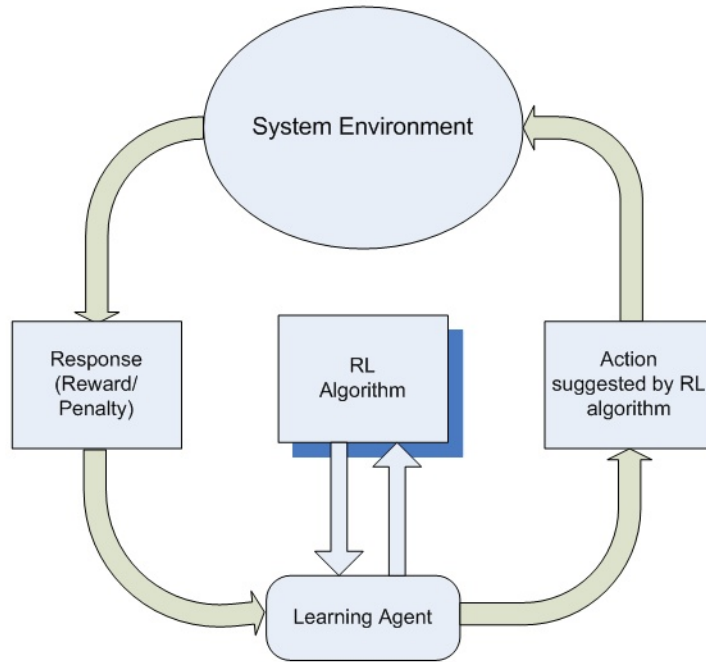 System Environment
Response
(Reward/
Penalty)
RL
Algorithm
Action
suggested by RL
algorithm
Learning Agent